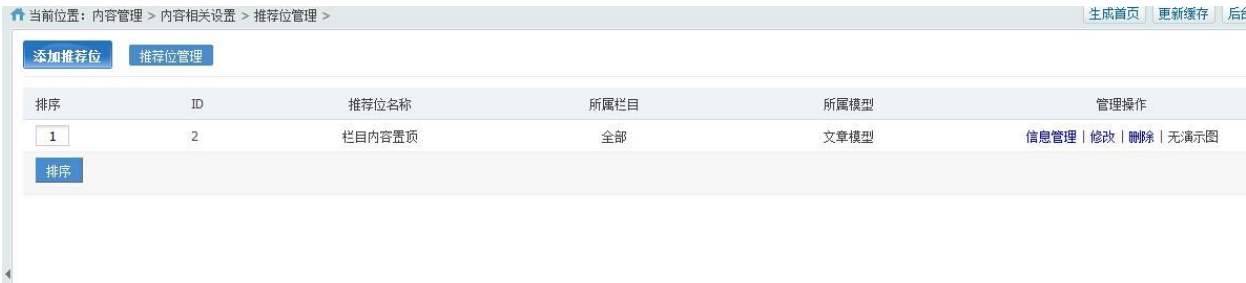 当前位置：内容管理 > 内容相关设置 > 推荐位管理 > 生成首页 更新缓存
添加推荐位 推荐位管理
排序 ID 推荐位名称 所属栏目 所属模型 管理操作
1 2 栏目内容置顶 全部 文章模型 信息管理 | 修改 | 删除 | 无演示图
排序